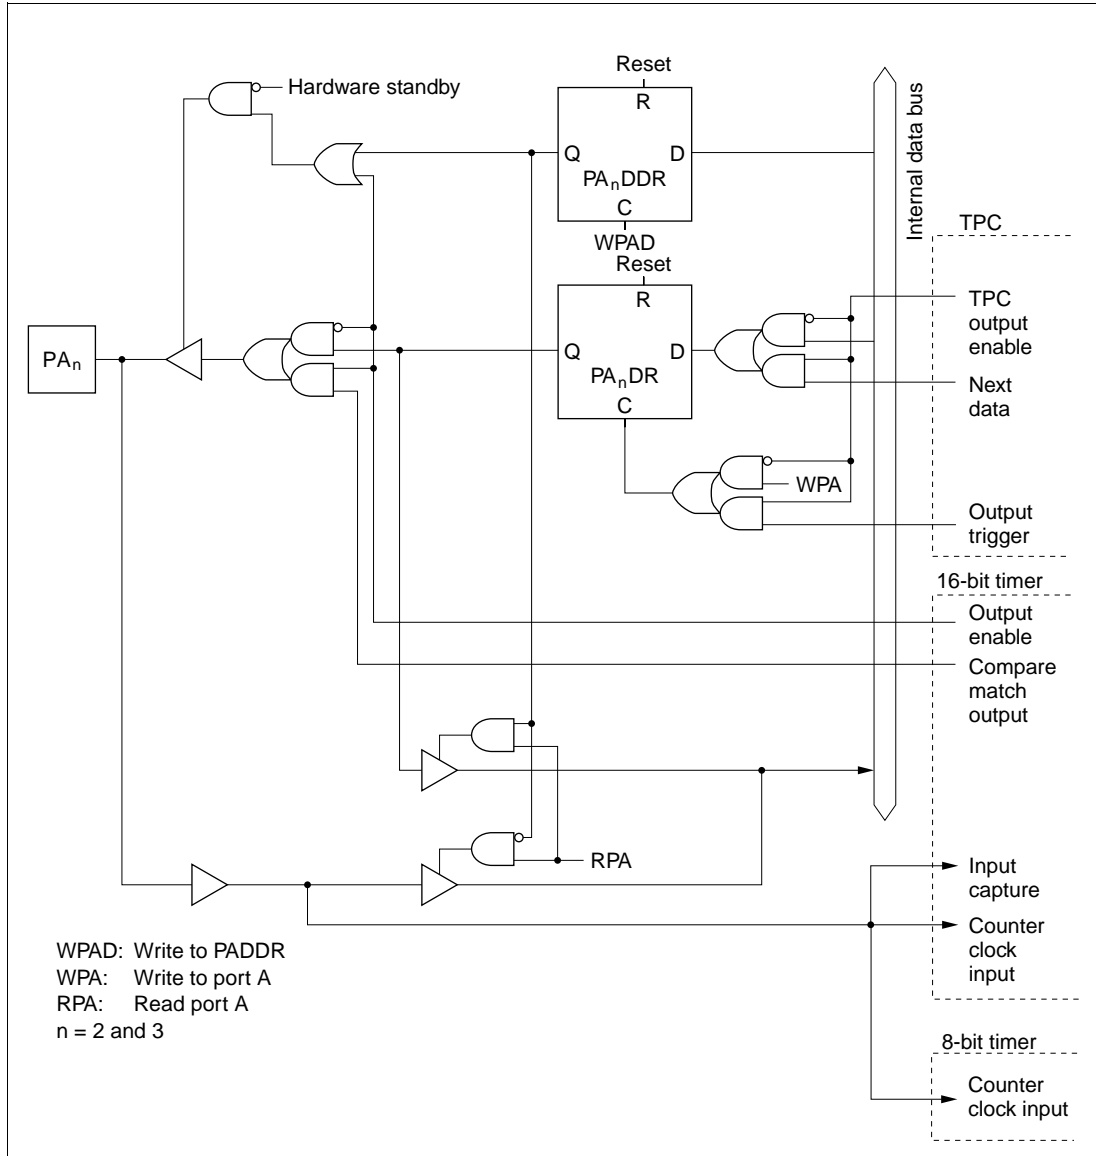 Reset
Hardware standby
R
Q
D
PAnDDR
C
WPAD
Internal data bus
TPC
Reset
R
TPC
output
enable
PAn
Q
D
PAnDR
C
Next
data
WPA
Output
trigger
16-bit timer
Output
enable
Compare
match
output
RPA
Input
capture
Counter
clock
input
WPAD: Write to PADDR
WPA: Write to port A
RPA: Read port A
n = 2 and 3
8-bit timer
Counter
clock input